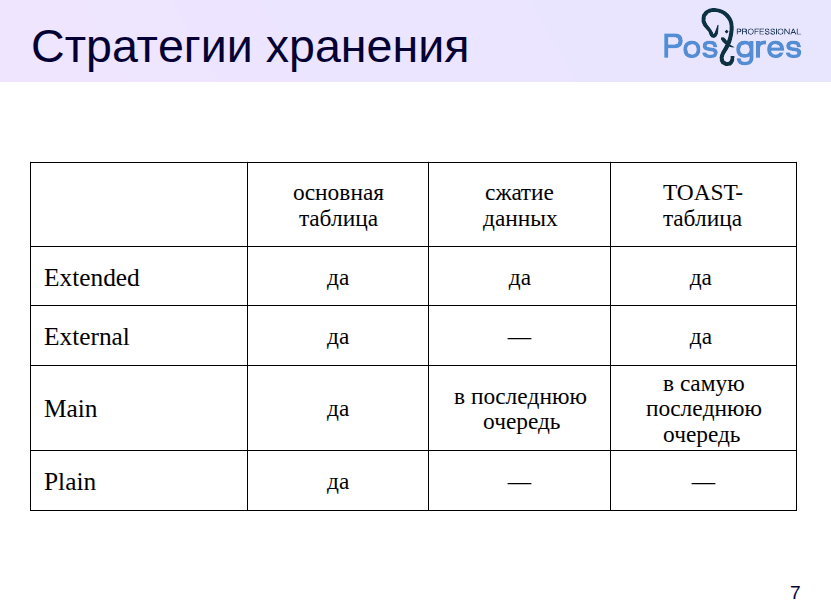 Стратегии хранения
PROFESSIONAL
Postgres
основная
таблица
сжатие
данных
TOAST-
таблица
Extended
да
да
да
External
да
—
да
Main
да
в последнюю
очередь
в самую
последнюю
очередь
Plain
да
—
—
7